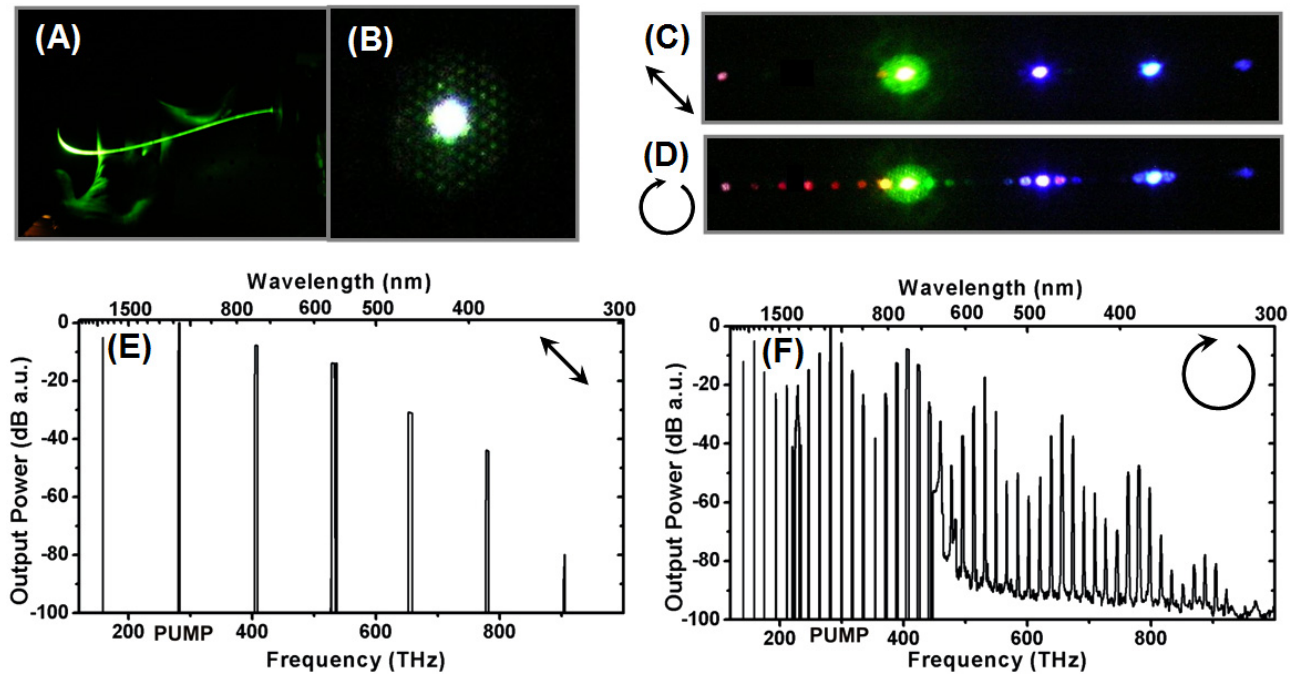 (A)
(B)
(C)
(D)
Wavelength (nm)
1500 800 600 500 400 300
(E)
Output Power (dB a.u.)
0
-20
-40
-60
-80
-100
200 PUMP 400 600 800
Frequency (THz)
Wavelength (nm)
1500 800 600 500 400 300
(F)
Output Power (dB a.u.)
0
-20
-40
-60
-80
-100
200 PUMP 400 600 800
Frequency (THz)